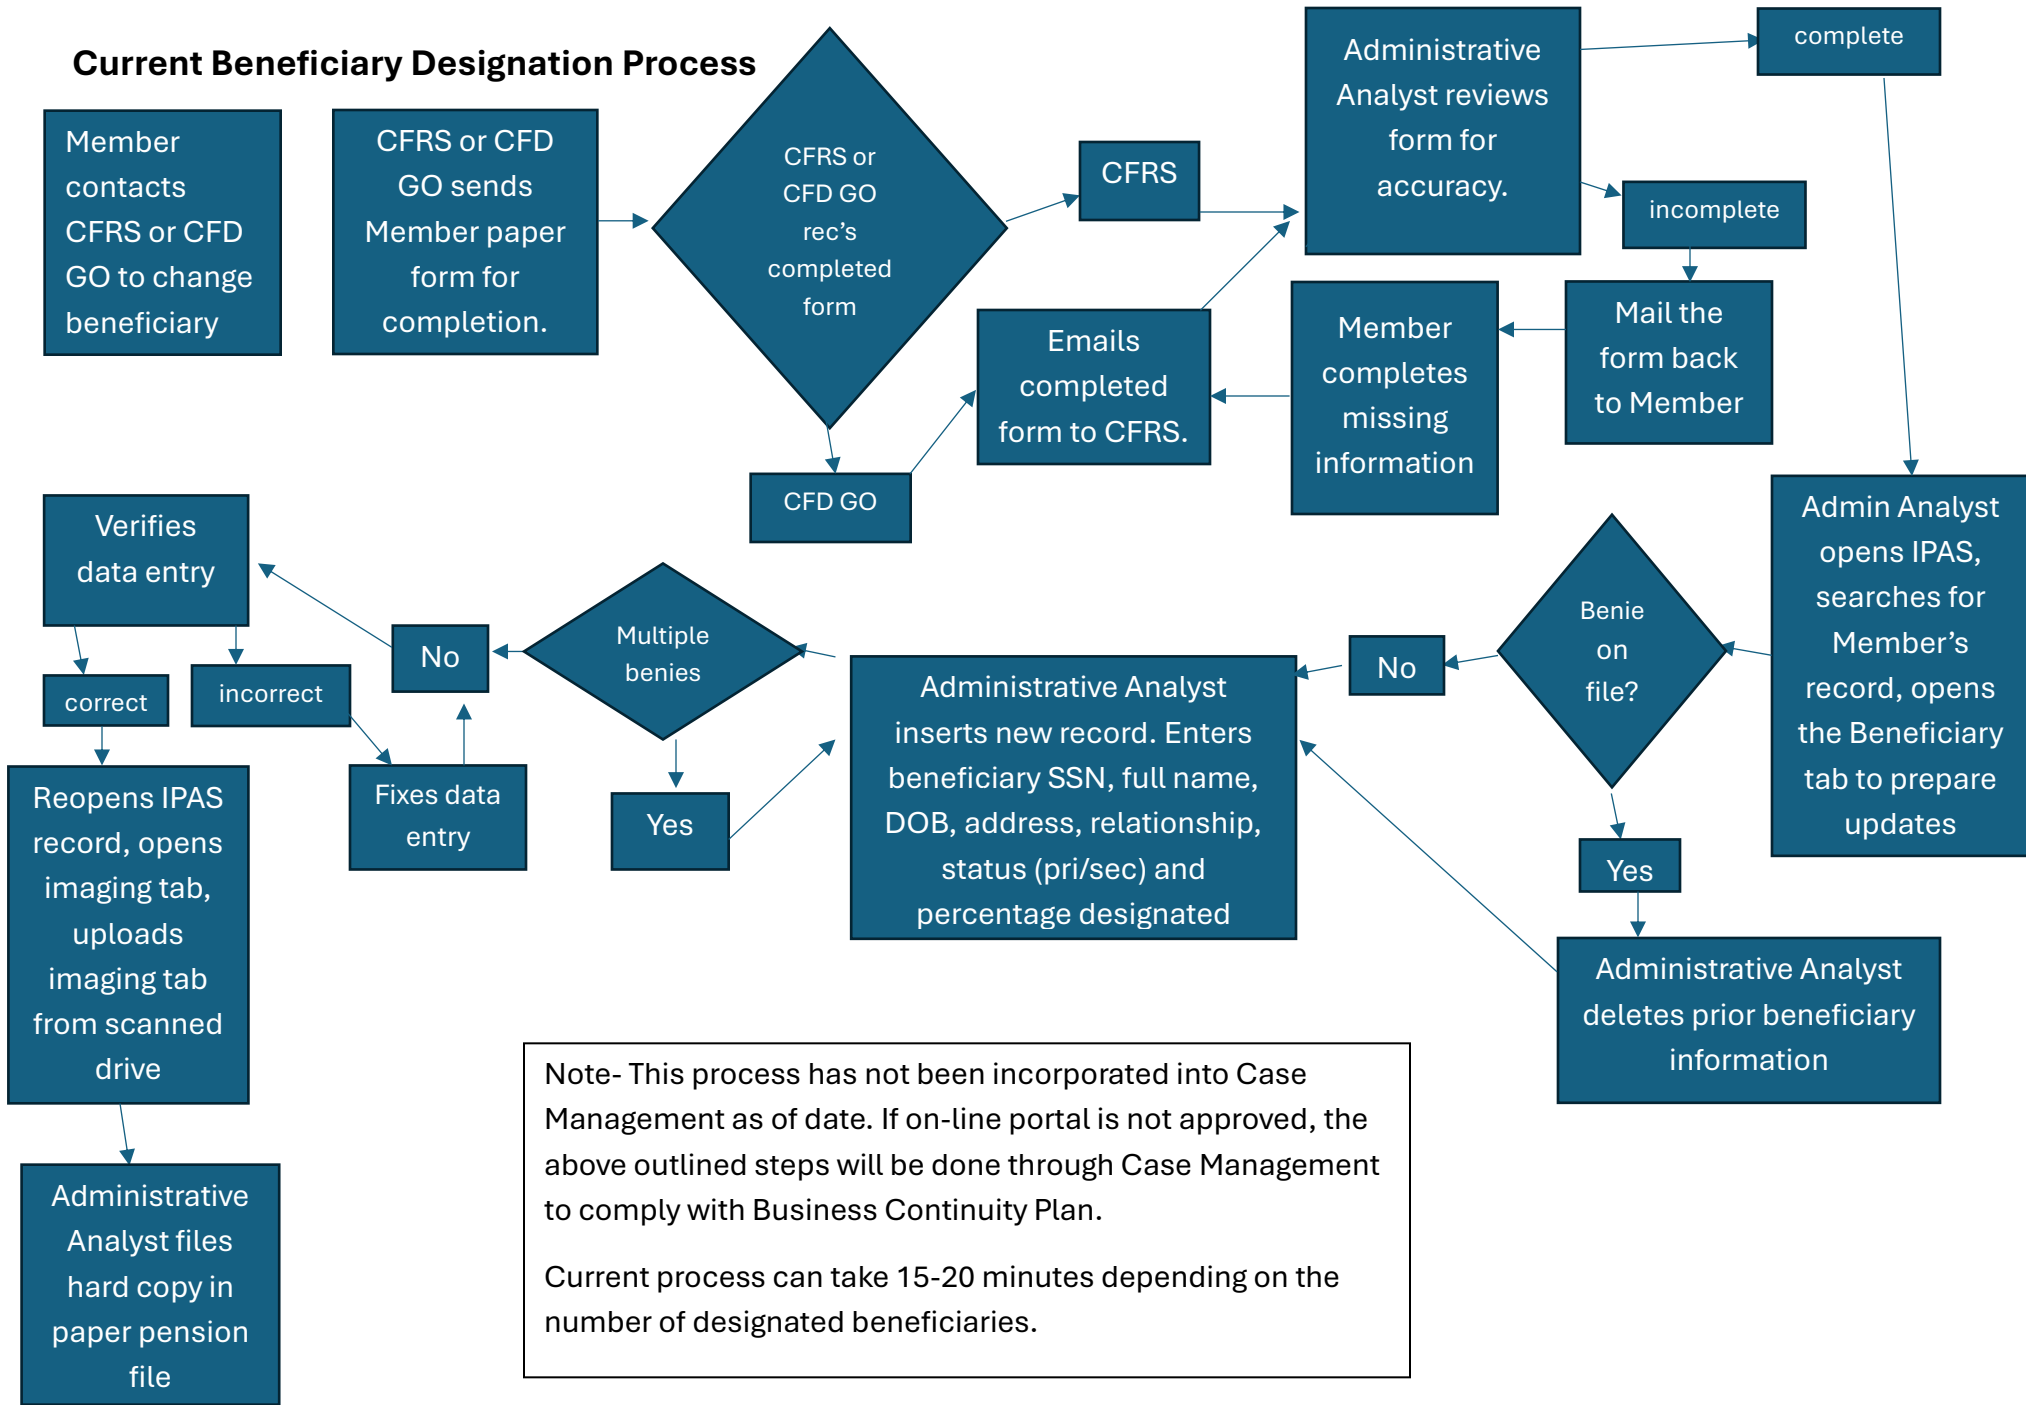 Current Beneficiary Designation Process
Member
contacts
CFRS or CFD
GO to change
beneficiary
CFRS or CFD
GO sends
Member paper
form for
completion.
CFRS or
CFD GO
rec’s
completed
form
CFRS
CFD GO
Emails
completed
form to CFRS.
Administrative
Analyst reviews
form for
accuracy.
complete
incomplete
Mail the
form back
to Member
Member
completes
missing
information
Admin Analyst
opens IPAS,
searches for
Member’s
record, opens
the Beneficiary
tab to prepare
updates
Benie
on
file?
No
Yes
Administrative Analyst
deletes prior beneficiary
information
Administrative Analyst
inserts new record. Enters
beneficiary SSN, full name,
DOB, address, relationship,
status (pri/sec) and
percentage designated
Multiple
benies
Yes
No
Verifies
data entry
correct
incorrect
Fixes data
entry
Reopens IPAS
record, opens
imaging tab,
uploads
imaging tab
from scanned
drive
Administrative
Analyst files
hard copy in
paper pension
file
Note- This process has not been incorporated into Case
Management as of date. If on-line portal is not approved, the
above outlined steps will be done through Case Management
to comply with Business Continuity Plan.
Current process can take 15-20 minutes depending on the
number of designated beneficiaries.